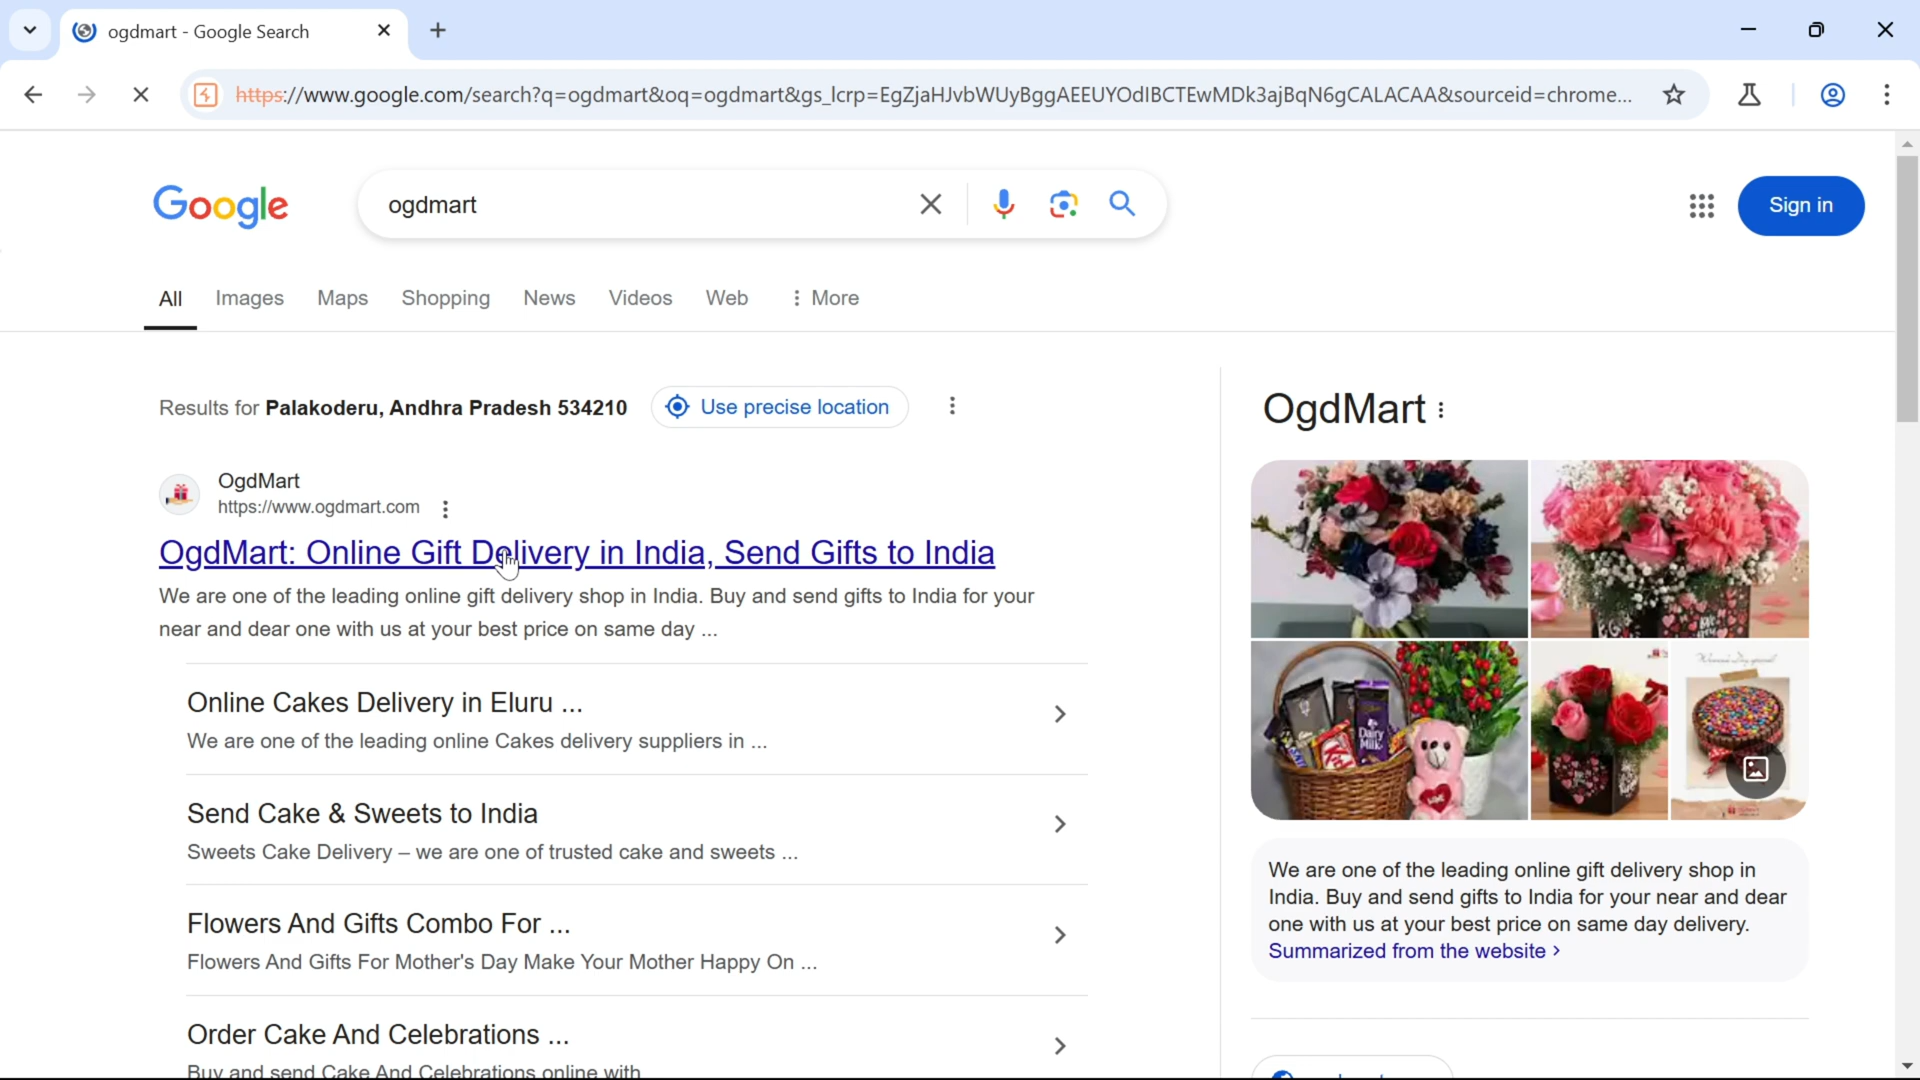 ogdmart - Google Search
https://www.google.com/search?q=ogdmart&oq=ogdmart&gs_lcrp=EgZjaHJvbWUyBggAEEUYOdIBCTEwMDk3ajBqN6gCALACAA&sourceid=chrome...
Google
ogdmart
Sign in
All Images Maps Shopping News Videos Web More
Results for Palakoderu, Andhra Pradesh 534210 Use precise location
OgdMart
https://www.ogdmart.com
OgdMart: Online Gift Delivery in India, Send Gifts to India
We are one of the leading online gift delivery shop in India. Buy and send gifts to India for your
near and dear one with us at your best price on same day ...
Online Cakes Delivery in Eluru ...
We are one of the leading online Cakes delivery suppliers in ...
Send Cake & Sweets to India
Sweets Cake Delivery – we are one of trusted cake and sweets ...
Flowers And Gifts Combo For ...
Flowers And Gifts For Mother's Day Make Your Mother Happy On ...
Order Cake And Celebrations ...
Buy and send Cake And Celebrations online with
OgdMart
Dairy
Milk
We are one of the leading online gift delivery shop in
India. Buy and send gifts to India for your near and dear
one with us at your best price on same day delivery.
Summarized from the website